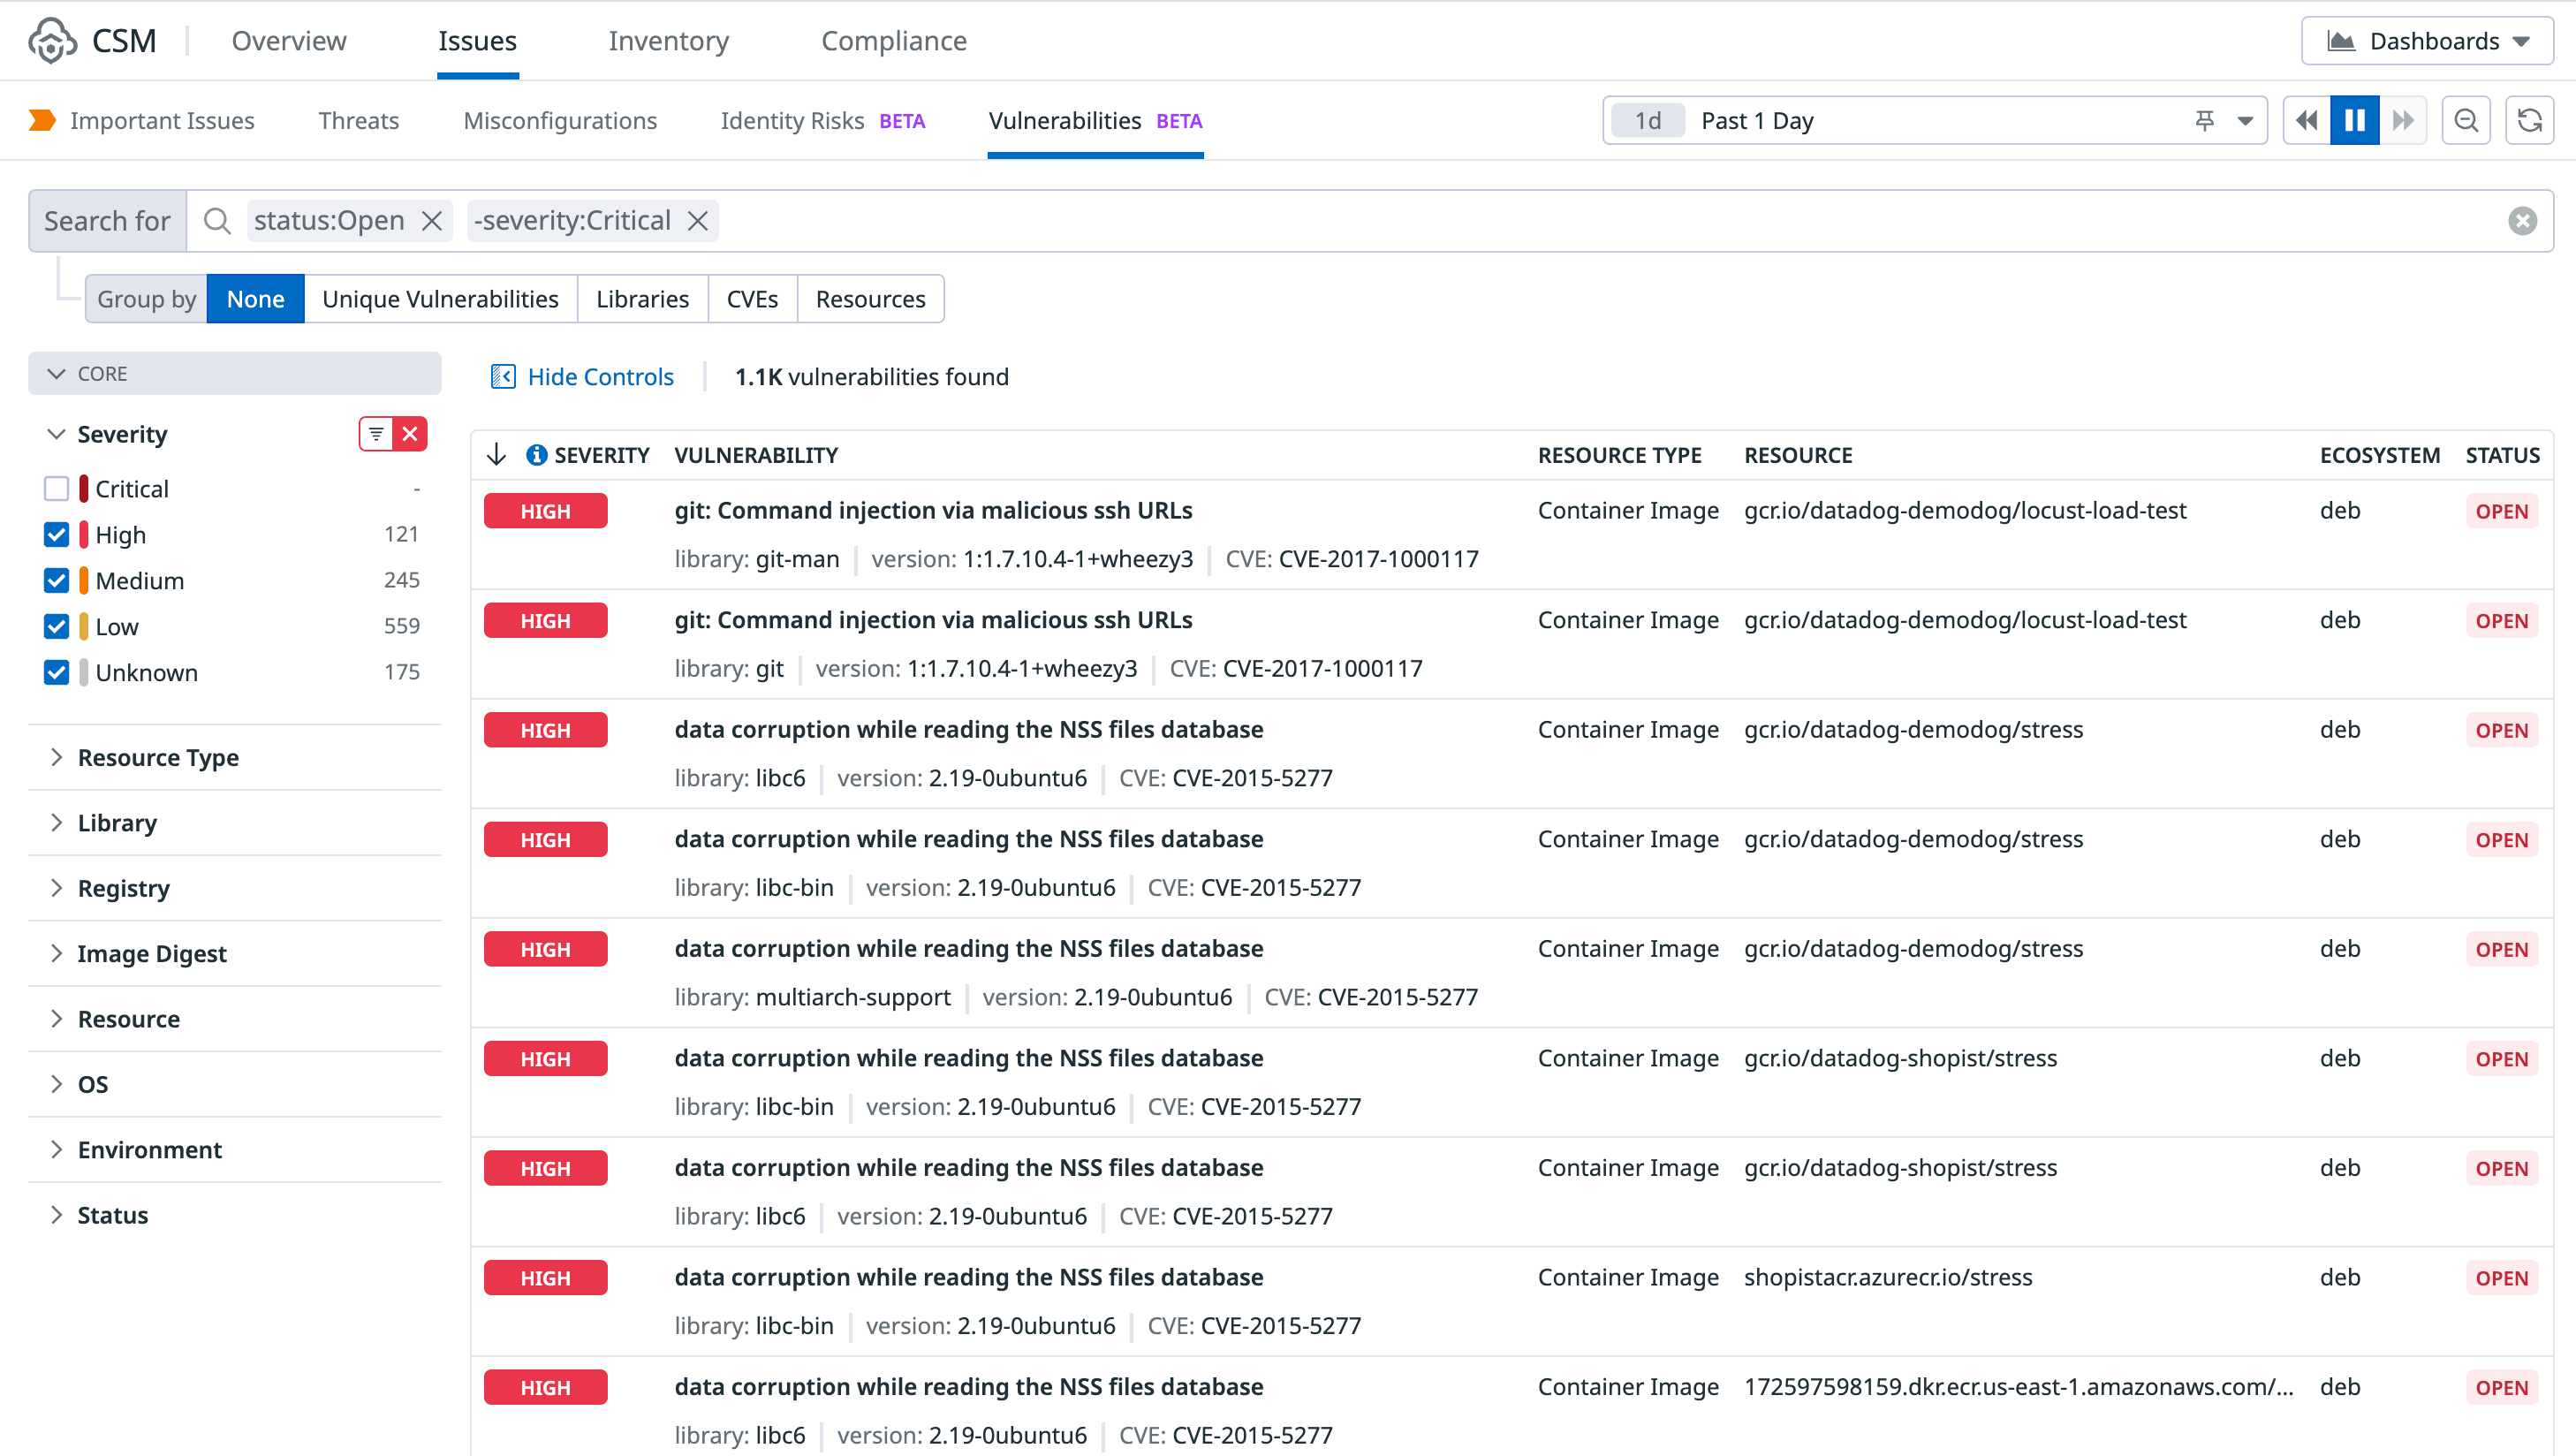 CSM Overview Issues Inventory Compliance Dashboards
Important Issues Threats Misconfigurations Identity Risks BETA Vulnerabilities BETA 1d Past 1 Day
Search for status:Open -severity:Critical
Group by None Unique Vulnerabilities Libraries CVEs Resources
CORE
Hide Controls 1.1K vulnerabilities found
Severity
Critical -
High 121
Medium 245
Low 559
Unknown 175
Resource Type
Library
Registry
Image Digest
Resource
OS
Environment
Status
SEVERITY VULNERABILITY RESOURCE TYPE RESOURCE ECOSYSTEM STATUS
HIGH git: Command injection via malicious ssh URLs Container Image gcr.io/datadog-demodog/locust-load-test deb OPEN
library: git-man version: 1:1.7.10.4-1+wheezy3 CVE: CVE-2017-1000117
HIGH git: Command injection via malicious ssh URLs Container Image gcr.io/datadog-demodog/locust-load-test deb OPEN
library: git version: 1:1.7.10.4-1+wheezy3 CVE: CVE-2017-1000117
HIGH data corruption while reading the NSS files database Container Image gcr.io/datadog-demodog/stress deb OPEN
library: libc6 version: 2.19-0ubuntu6 CVE: CVE-2015-5277
HIGH data corruption while reading the NSS files database Container Image gcr.io/datadog-demodog/stress deb OPEN
library: libc-bin version: 2.19-0ubuntu6 CVE: CVE-2015-5277
HIGH data corruption while reading the NSS files database Container Image gcr.io/datadog-demodog/stress deb OPEN
library: multiarch-support version: 2.19-0ubuntu6 CVE: CVE-2015-5277
HIGH data corruption while reading the NSS files database Container Image gcr.io/datadog-shopist/stress deb OPEN
library: libc-bin version: 2.19-0ubuntu6 CVE: CVE-2015-5277
HIGH data corruption while reading the NSS files database Container Image gcr.io/datadog-shopist/stress deb OPEN
library: libc6 version: 2.19-0ubuntu6 CVE: CVE-2015-5277
HIGH data corruption while reading the NSS files database Container Image shopistacr.azurecr.io/stress deb OPEN
library: libc-bin version: 2.19-0ubuntu6 CVE: CVE-2015-5277
HIGH data corruption while reading the NSS files database Container Image 172597598159.dkr.ecr.us-east-1.amazonaws.com/... deb OPEN
library: libc6 version: 2.19-0ubuntu6 CVE: CVE-2015-5277